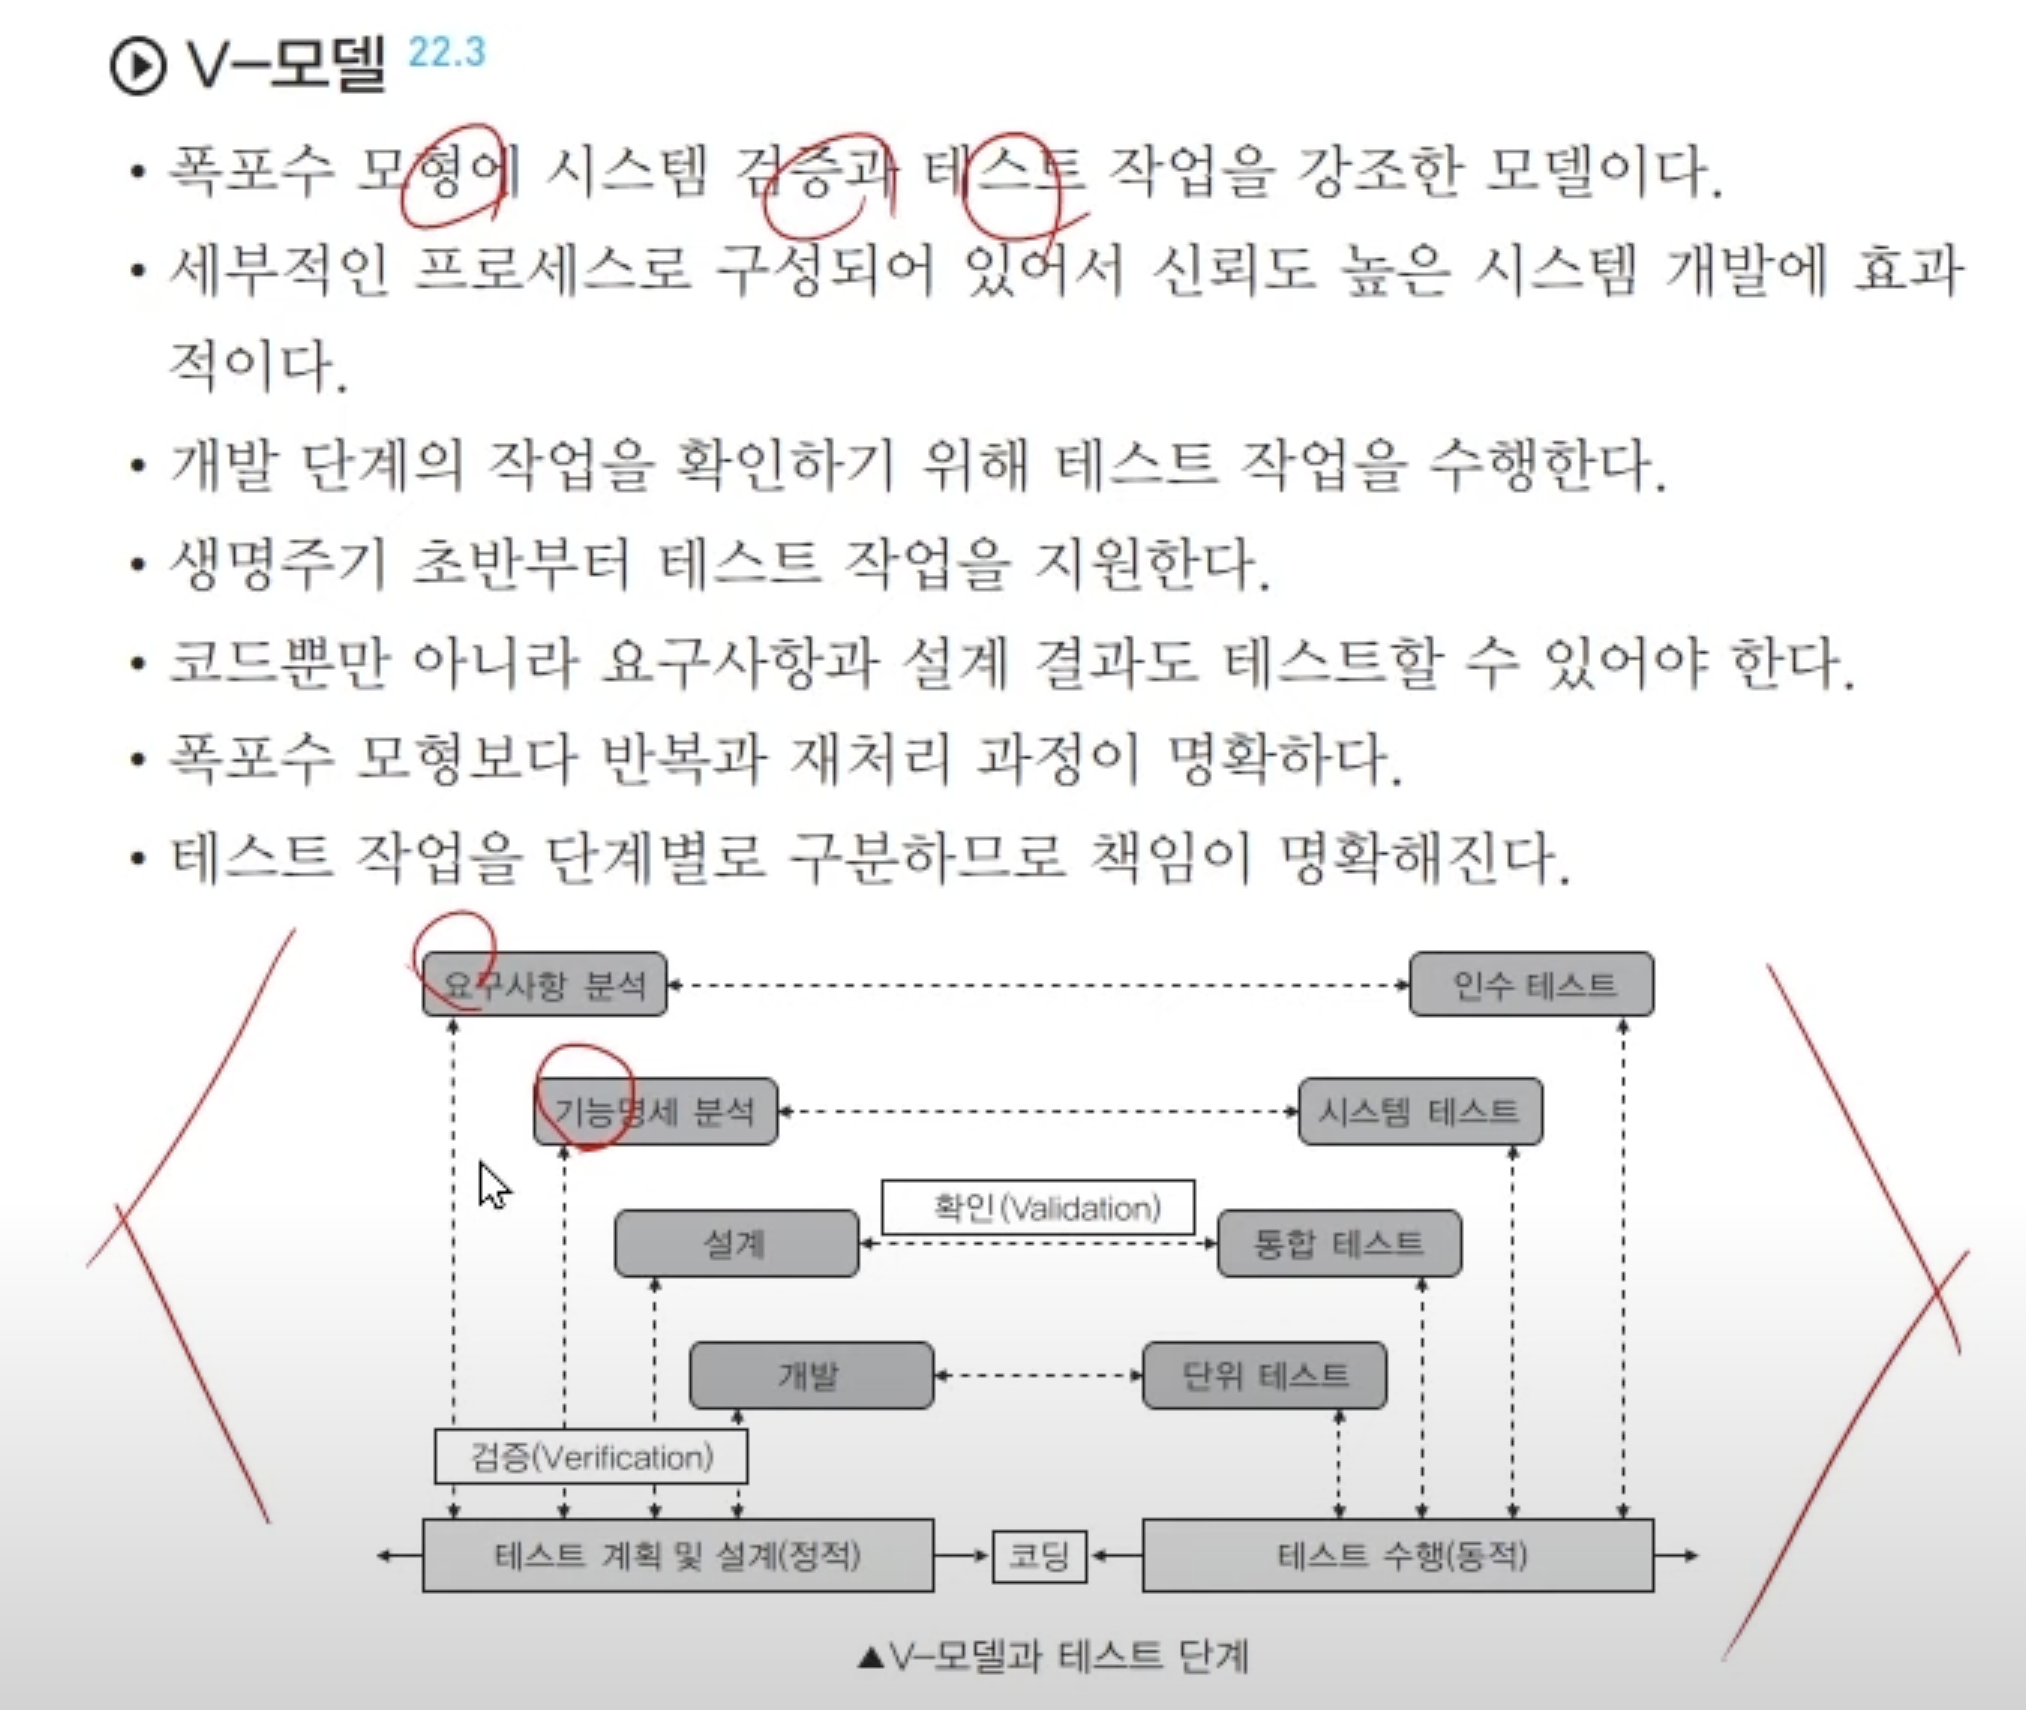 V-모델 22.3
• 폭포수 모형에 시스템 검증과 테스트 작업을 강조한 모델이다.
• 세부적인 프로세스로 구성되어 있어서 신뢰도 높은 시스템 개발에 효과
적이다.
• 개발 단계의 작업을 확인하기 위해 테스트 작업을 수행한다.
• 생명주기 초반부터 테스트 작업을 지원한다.
• 코드뿐만 아니라 요구사항과 설계 결과도 테스트할 수 있어야 한다.
• 폭포수 모형보다 반복과 재처리 과정이 명확하다.
• 테스트 작업을 단계별로 구분하므로 책임이 명확해진다.
요구사항 분석
인수 테스트
기능명세 분석
시스템 테스트
확인(Validation)
설계
통합 테스트
개발
단위 테스트
검증(Verification)
테스트 계획 및 설계(정적)
코딩
테스트 수행(동적)
▲V-모델과 테스트 단계